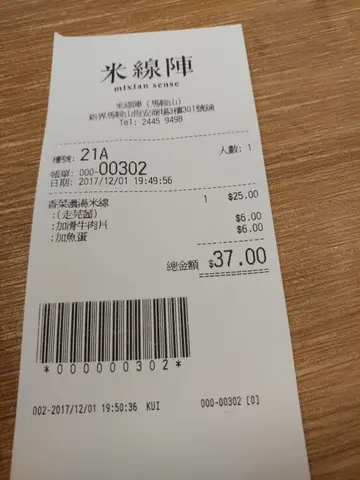 米線陣
mixian sense
米線陣 (馬鞍山)
新界馬鞍山恆安商場3樓301號舖
Tel: 2445 9498
檯號: 21A 人數: 1
帳單: 000-00302
日期: 2017/12/01 19:49:56
香菜濃湯米線 1 $25.00
:(走芫茜)
:加滑牛肉片 $6.00
:加魚蛋 $6.00
總金額 $37.00
*000000302*
002-2017/12/01 19:50:36 KUI 000-00302 [0]